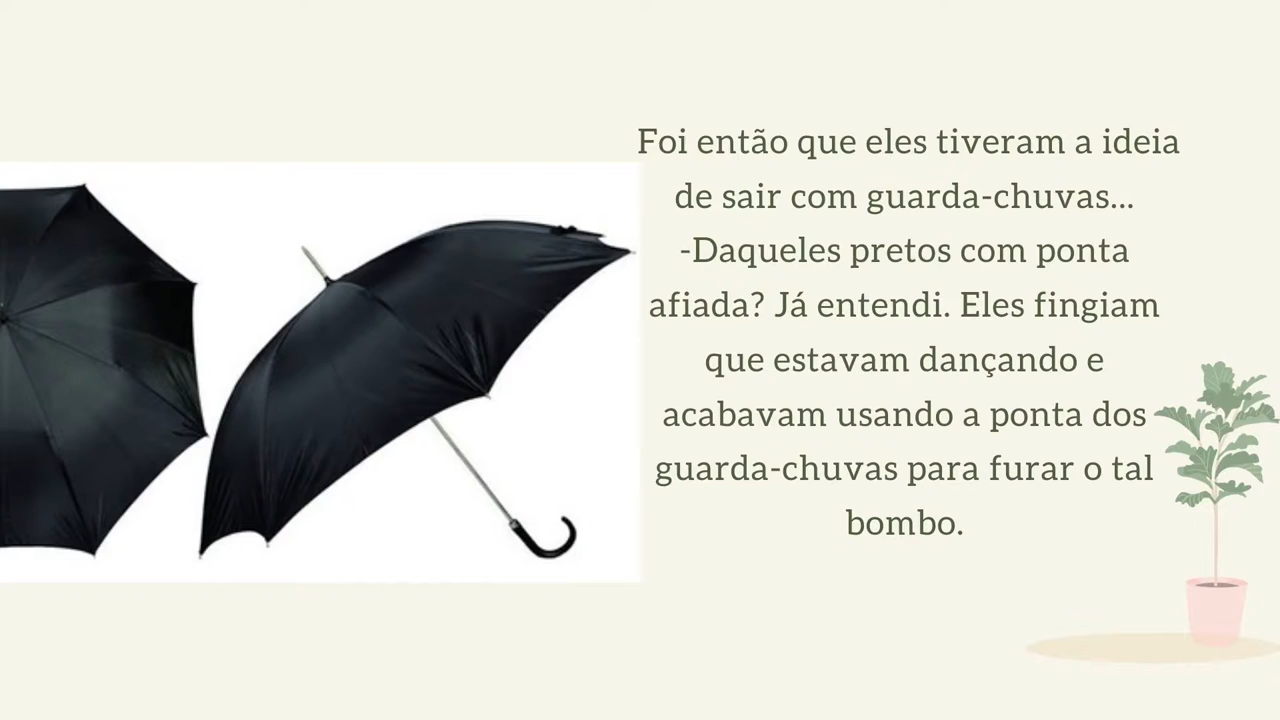 Foi então que eles tiveram a ideia
de sair com guarda-chuvas...
-Daqueles pretos com ponta
afiada? Já entendi. Eles fingiam
que estavam dançando e
acabavam usando a ponta dos
guarda-chuvas para furar o tal
bombo.